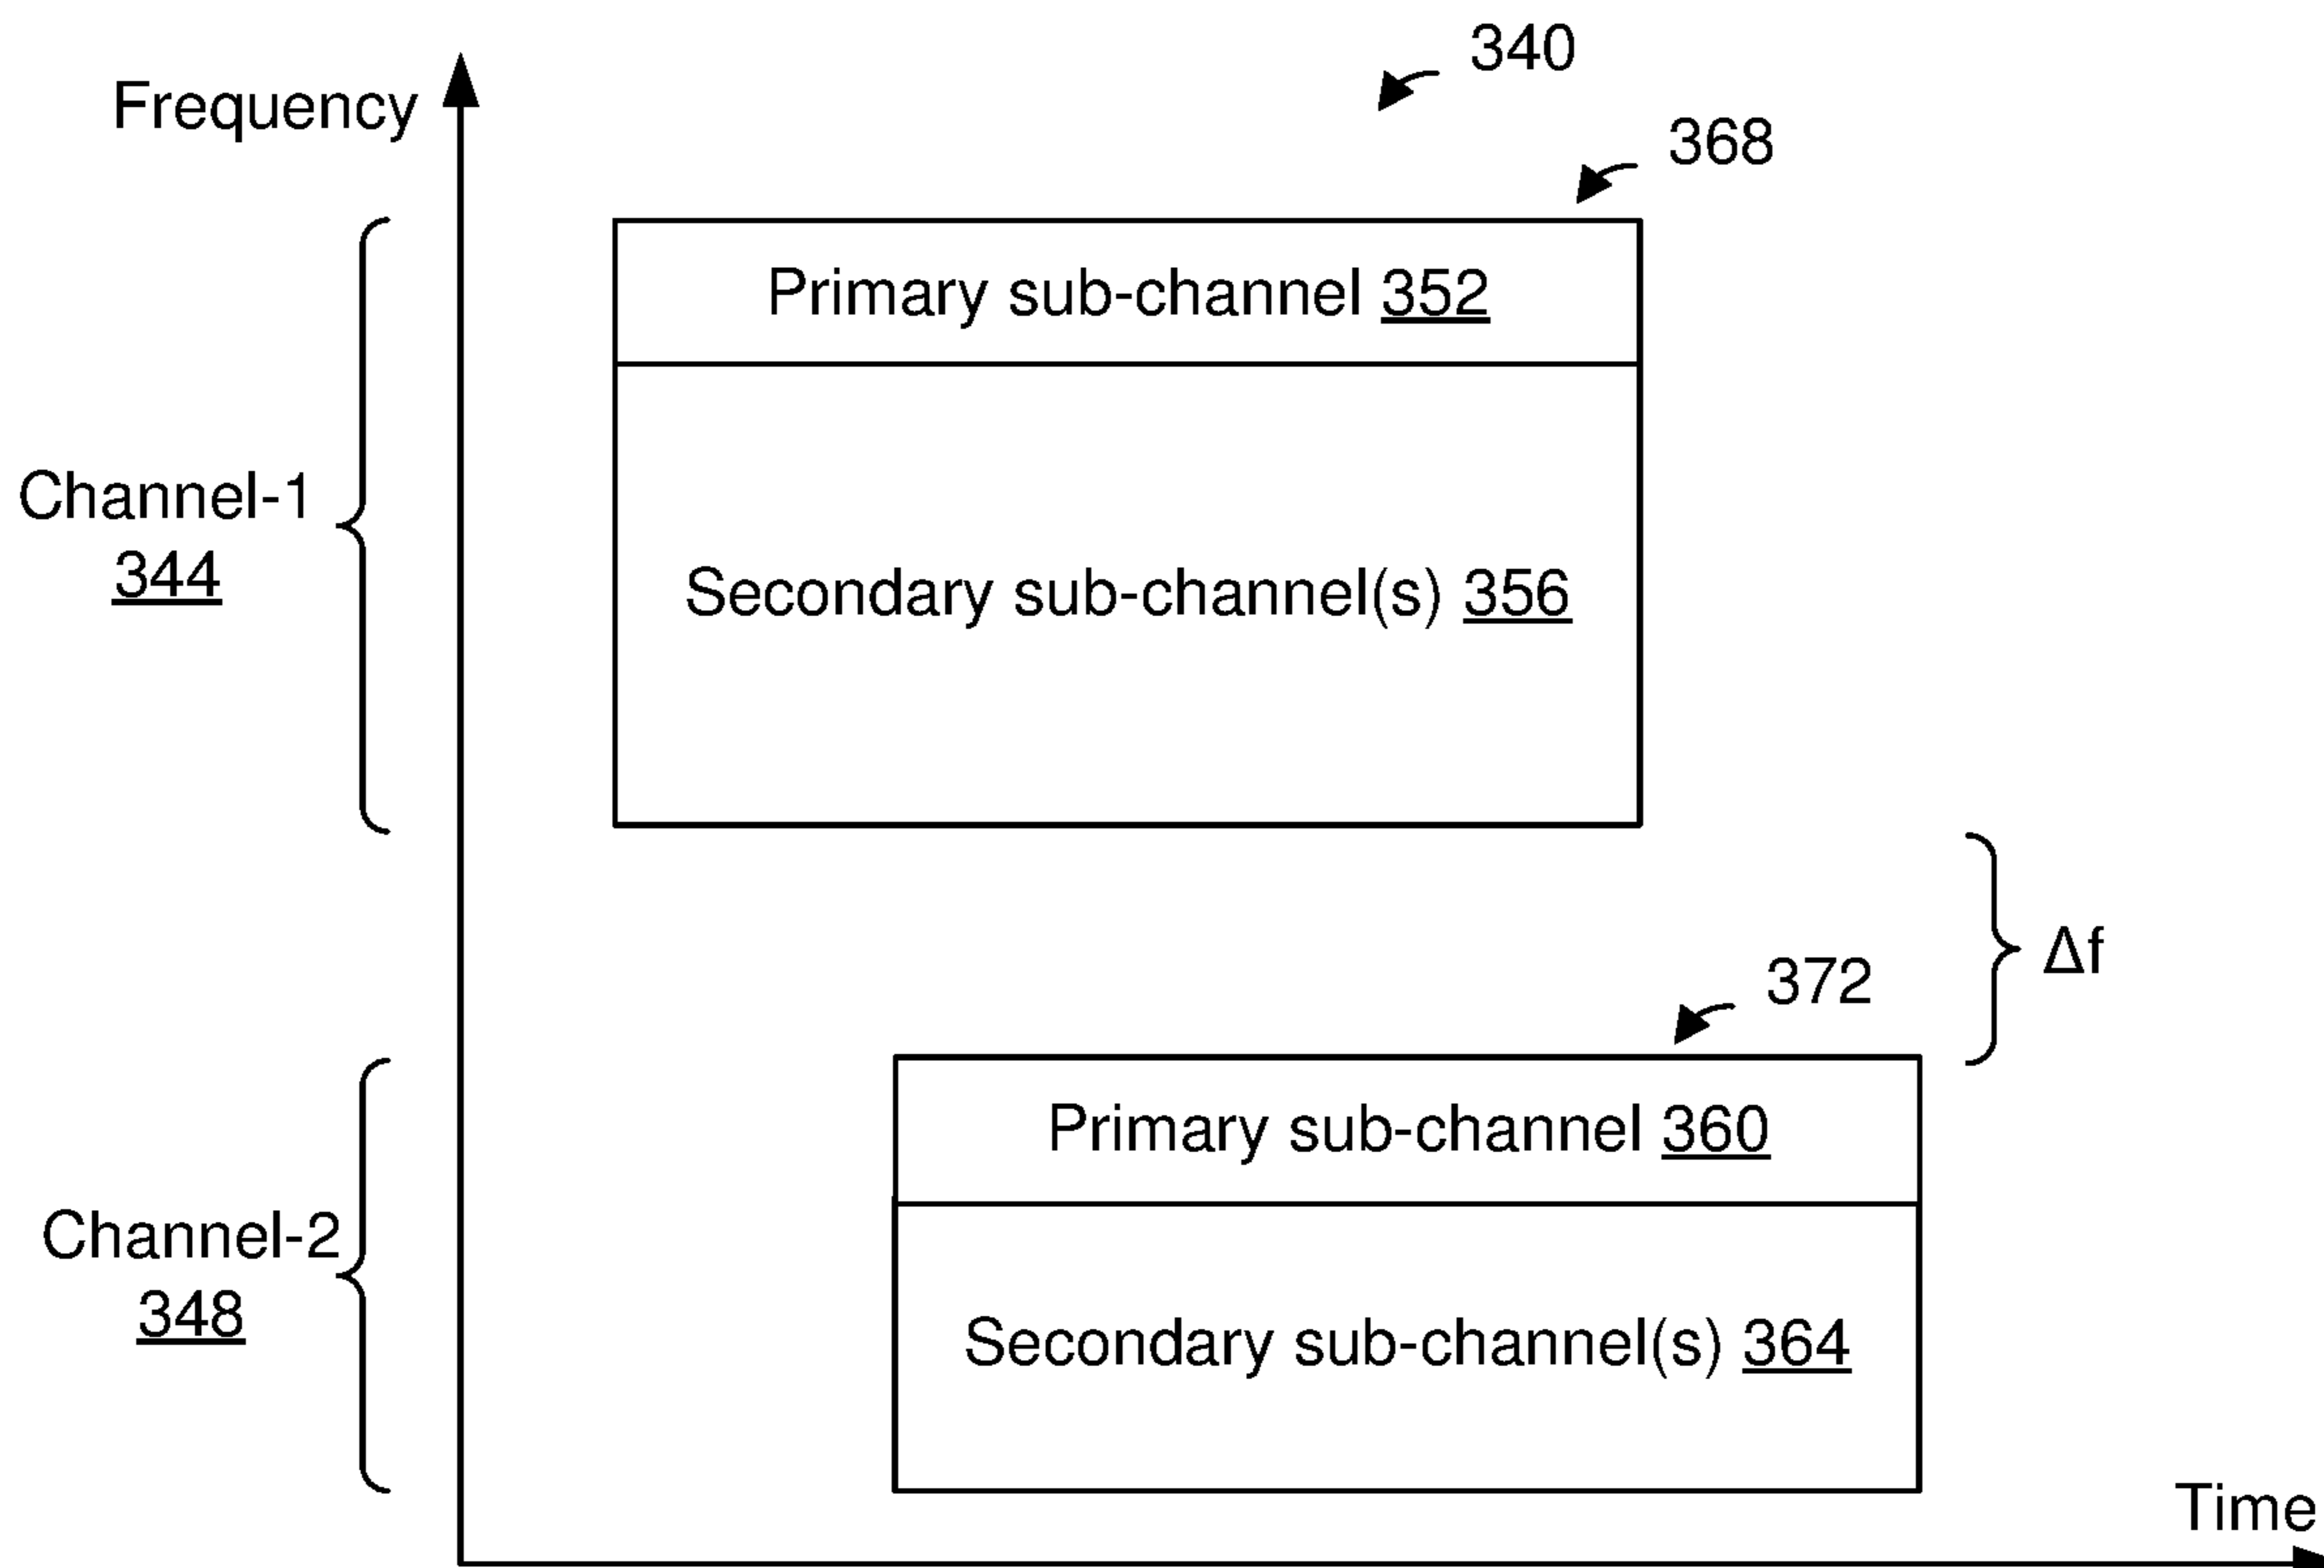 340
Frequency
368
Primary sub-channel 352
Channel-1
344
Secondary sub-channel(s) 356
Δf
372
Primary sub-channel 360
Channel-2
348
Secondary sub-channel(s) 364
Time